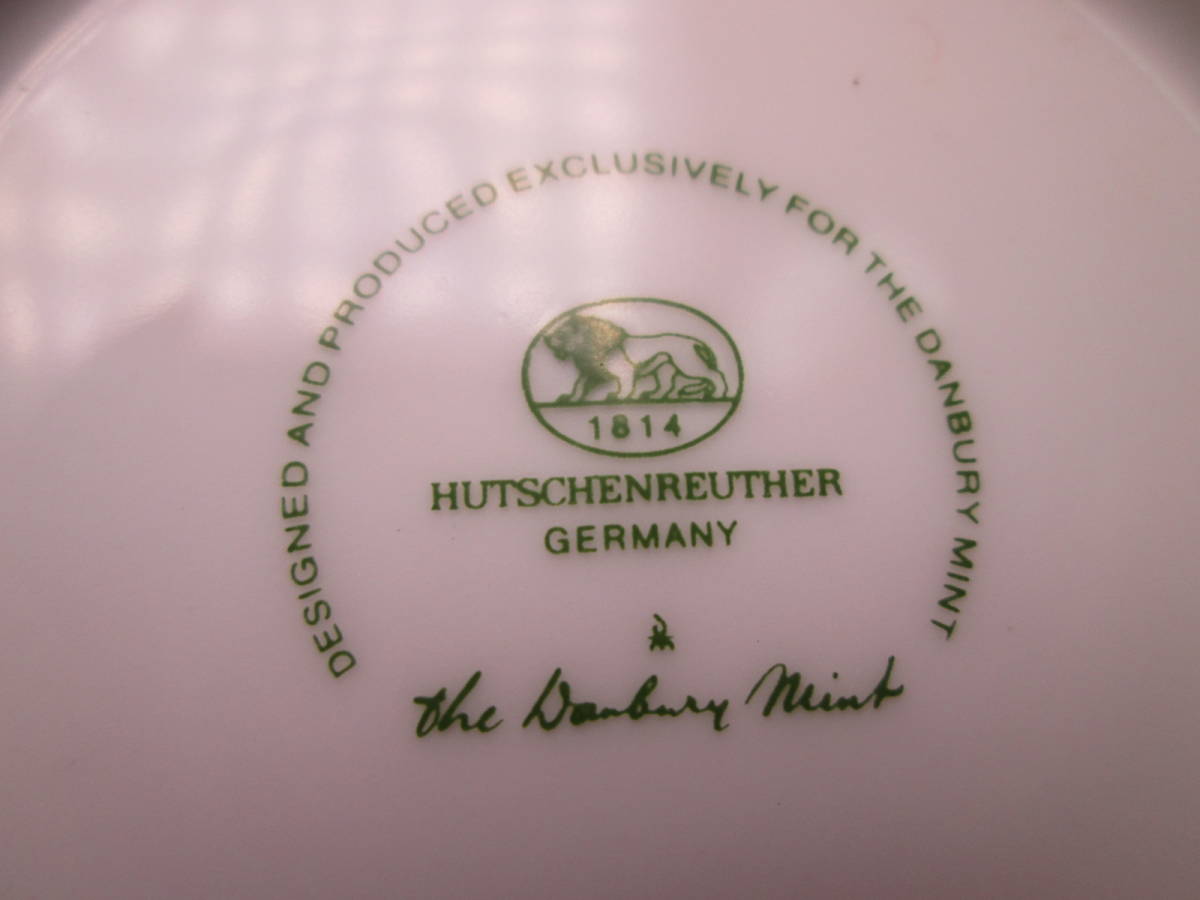 DESIGNED AND PRODUCED EXCLUSIVELY FOR THE DANBURY MINT
1814
HUTSCHENREUTHER
GERMANY
The Danbury Mint